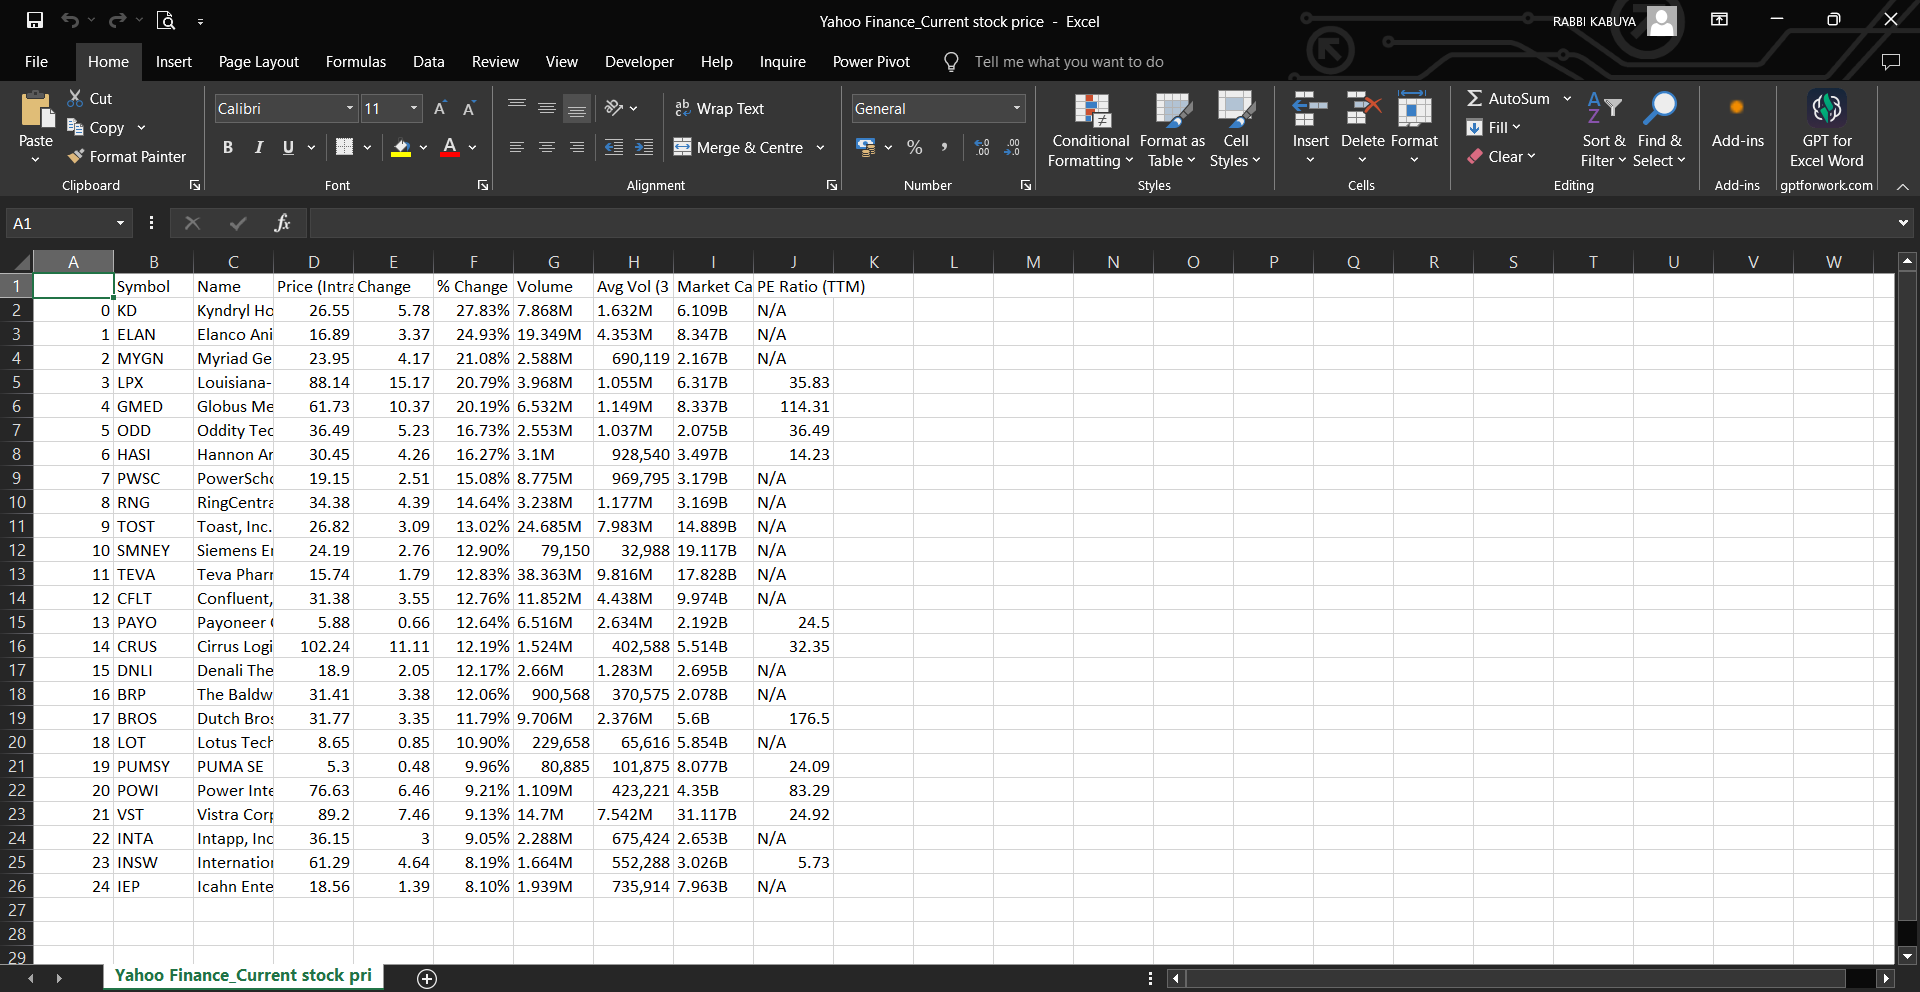 Yahoo Finance_Current stock price - Excel
RABBI KABUYA
File Home Insert Page Layout Formulas Data Review View Developer Help Inquire Power Pivot Tell me what you want to do
Paste
Cut
Copy
Format Painter
Clipboard
Calibri 11
A A
B I U A
Font
ab Wrap Text
Merge & Centre
Alignment
General
% ,
Number
Conditional Formatting
Format as Table
Cell Styles
Styles
Insert Delete Format
Cells
AutoSum
Fill
Clear
Sort & Filter
Find & Select
Editing
Add-ins
Add-ins
GPT for Excel Word
gptforwork.com
A1 fx
A B C D E F G H I J K L M N O P Q R S T U V W
1 Symbol Name Price (Intra Change % Change Volume Avg Vol (3 Market Ca PE Ratio (TTM)
2 0 KD Kyndryl Ho 26.55 5.78 27.83% 7.868M 1.632M 6.109B N/A
3 1 ELAN Elanco Ani 16.89 3.37 24.93% 19.349M 4.353M 8.347B N/A
4 2 MYGN Myriad Ge 23.95 4.17 21.08% 2.588M 690,119 2.167B N/A
5 3 LPX Louisiana- 88.14 15.17 20.79% 3.968M 1.055M 6.317B 35.83
6 4 GMED Globus Me 61.73 10.37 20.19% 6.532M 1.149M 8.337B 114.31
7 5 ODD Oddity Tec 36.49 5.23 16.73% 2.553M 1.037M 2.075B 36.49
8 6 HASI Hannon Ar 30.45 4.26 16.27% 3.1M 928,540 3.497B 14.23
9 7 PWSC PowerScho 19.15 2.51 15.08% 8.775M 969,795 3.179B N/A
10 8 RNG RingCentra 34.38 4.39 14.64% 3.238M 1.177M 3.169B N/A
11 9 TOST Toast, Inc. 26.82 3.09 13.02% 24.685M 7.983M 14.889B N/A
12 10 SMNEY Siemens En 24.19 2.76 12.90% 79,150 32,988 19.117B N/A
13 11 TEVA Teva Pharm 15.74 1.79 12.83% 38.363M 9.816M 17.828B N/A
14 12 CFLT Confluent, 31.38 3.55 12.76% 11.852M 4.438M 9.974B N/A
15 13 PAYO Payoneer 5.88 0.66 12.64% 6.516M 2.634M 2.192B 24.5
16 14 CRUS Cirrus Logi 102.24 11.11 12.19% 1.524M 402,588 5.514B 32.35
17 15 DNLI Denali The 18.9 2.05 12.17% 2.66M 1.283M 2.695B N/A
18 16 BRP The Baldw 31.41 3.38 12.06% 900,568 370,575 2.078B N/A
19 17 BROS Dutch Bros 31.77 3.35 11.79% 9.706M 2.376M 5.6B 176.5
20 18 LOT Lotus Tech 8.65 0.85 10.90% 229,658 65,616 5.854B N/A
21 19 PUMSY PUMA SE 5.3 0.48 9.96% 80,885 101,875 8.077B 24.09
22 20 POWI Power Inte 76.63 6.46 9.21% 1.109M 423,221 4.35B 83.29
23 21 VST Vistra Corp 89.2 7.46 9.13% 14.7M 7.542M 31.117B 24.92
24 22 INTA Intapp, Inc 36.15 3 9.05% 2.288M 675,424 2.653B N/A
25 23 INSW Internation 61.29 4.64 8.19% 1.664M 552,288 3.026B 5.73
26 24 IEP Icahn Ente 18.56 1.39 8.10% 1.939M 735,914 7.963B N/A
27
28
29
Yahoo Finance_Current stock pri